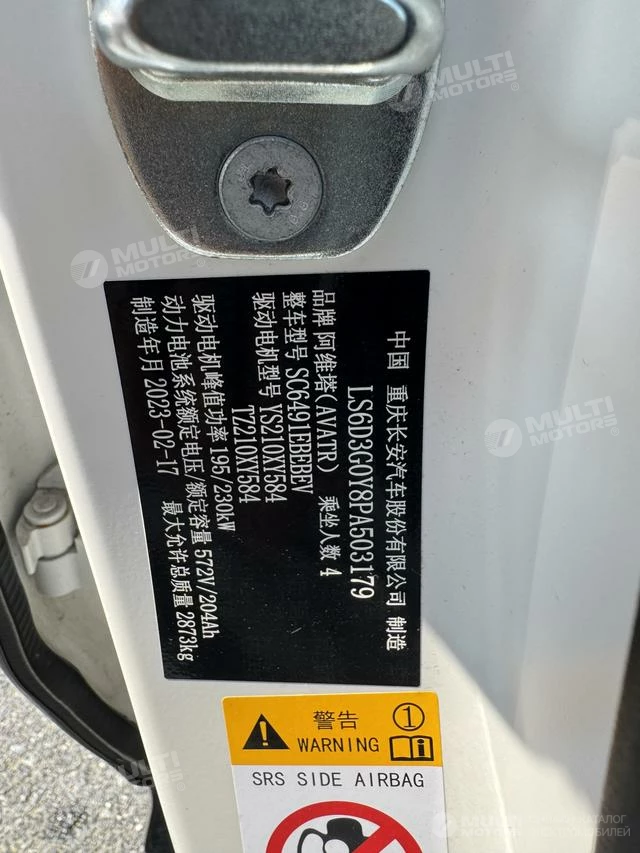 中国 重庆长安汽车股份有限公司 制造
LS6D3G0Y8PA503179
品牌 阿维塔(AVATR) 乘坐人数 4
整车型号 SC6491EBBBEV
驱动电机型号 YS210XY584
TZ210XY584
驱动电机峰值功率 195/230kW
动力电池系统额定电压/额定容量 572V/204Ah
制造年月 2023-02-17 最大允许总质量 2873kg
警告
WARNING
1
SRS SIDE AIRBAG
MULTI
MOTORS®
MULTI
MOTORS®